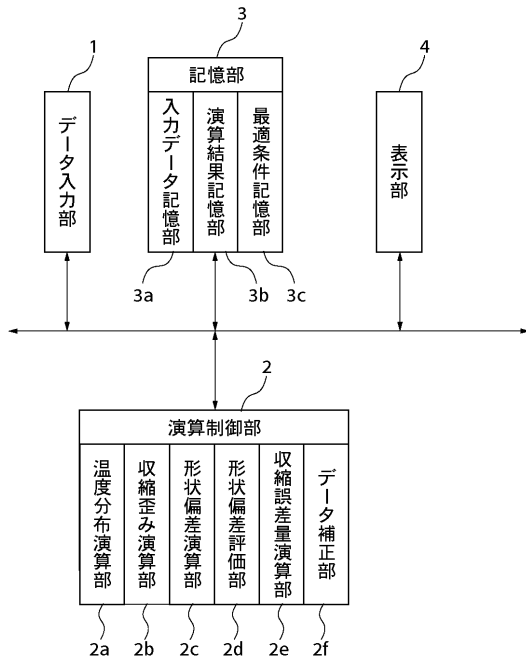 1
3
4
データ入力部
記憶部
入力データ記憶部
演算結果記憶部
最適条件記憶部
表示部
3a
3b
3c
2
演算制御部
温度分布演算部
収縮歪み演算部
形状偏差演算部
形状偏差評価部
収縮誤差量演算部
データ補正部
2a
2b
2c
2d
2e
2f